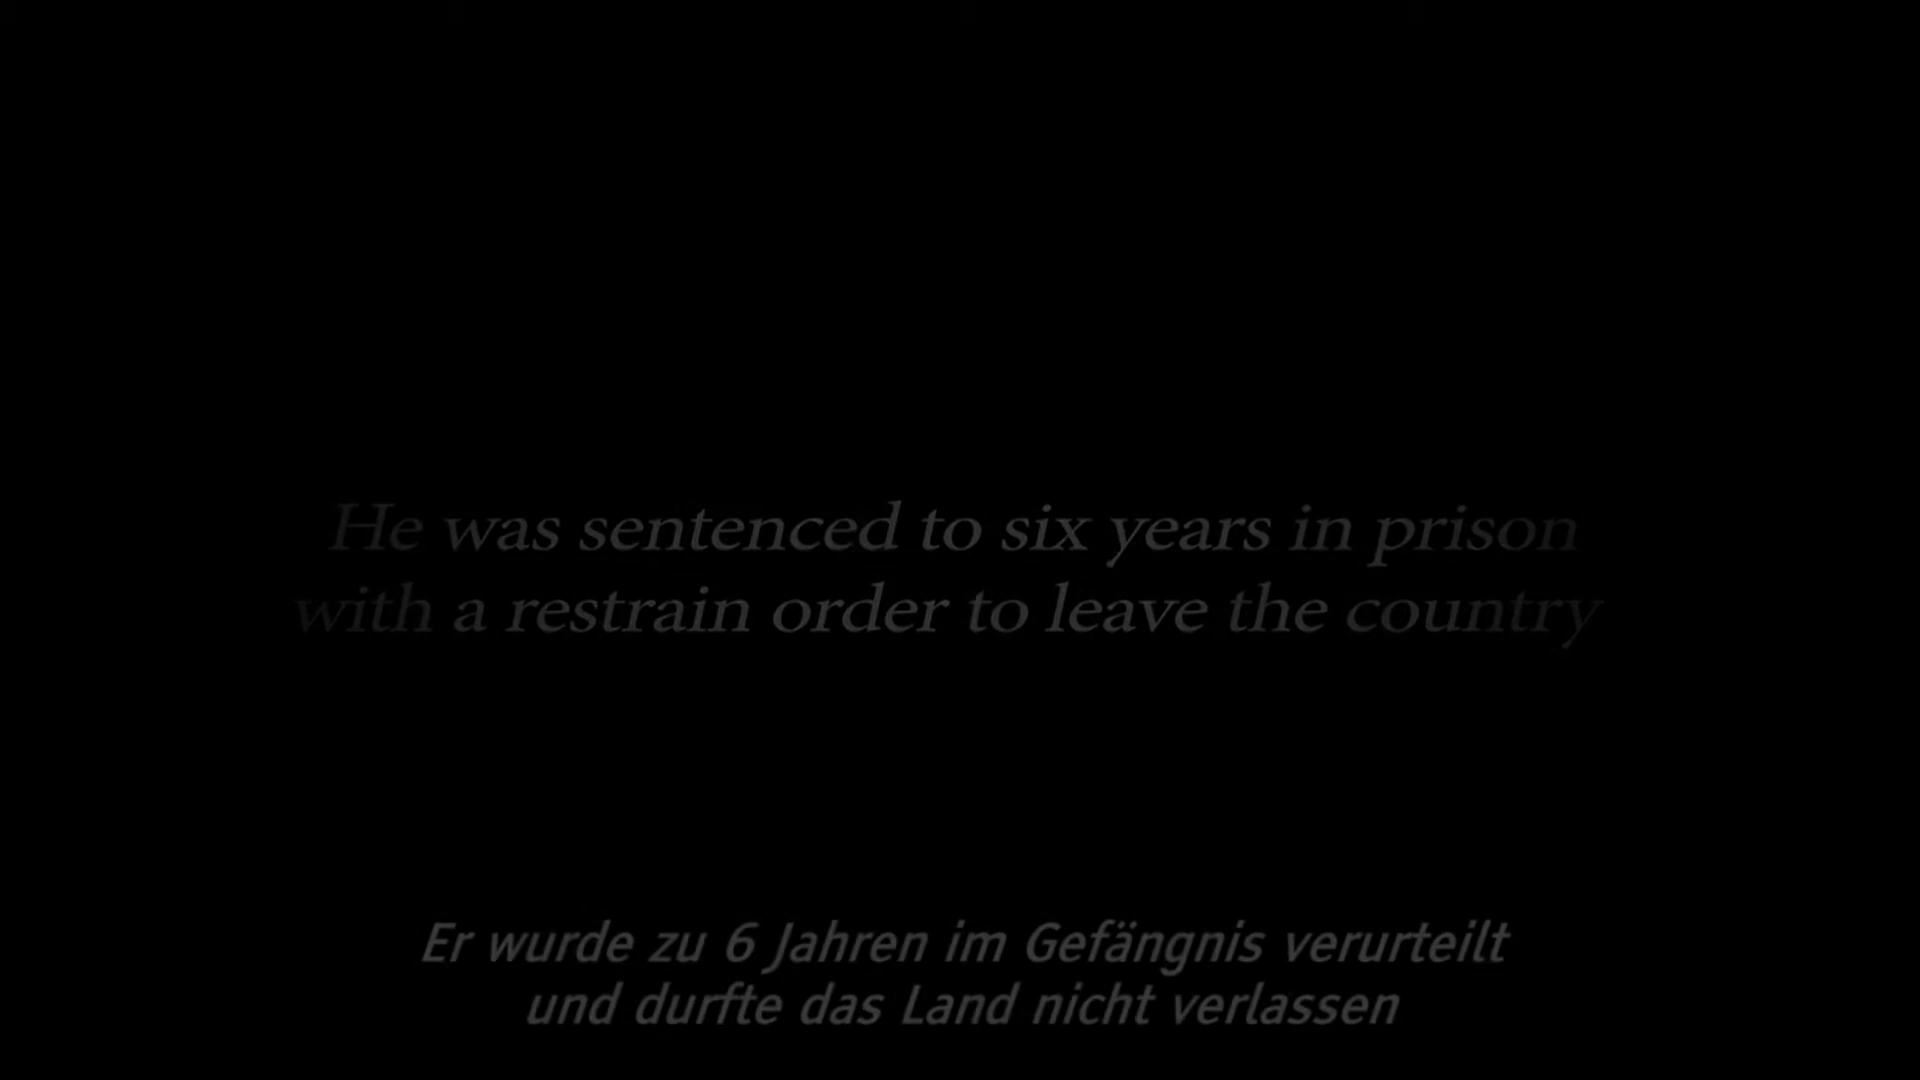 He was sentenced to six years in prison
with a restrain order to leave the country
Er wurde zu 6 Jahren im Gefängnis verurteilt
und durfte das Land nicht verlassen